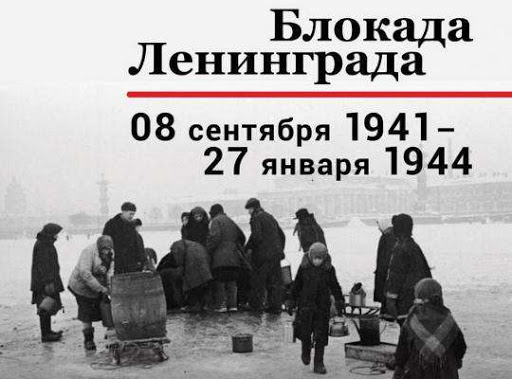 Блокада
Ленинграда
08 сентября 1941–
27 января 1944